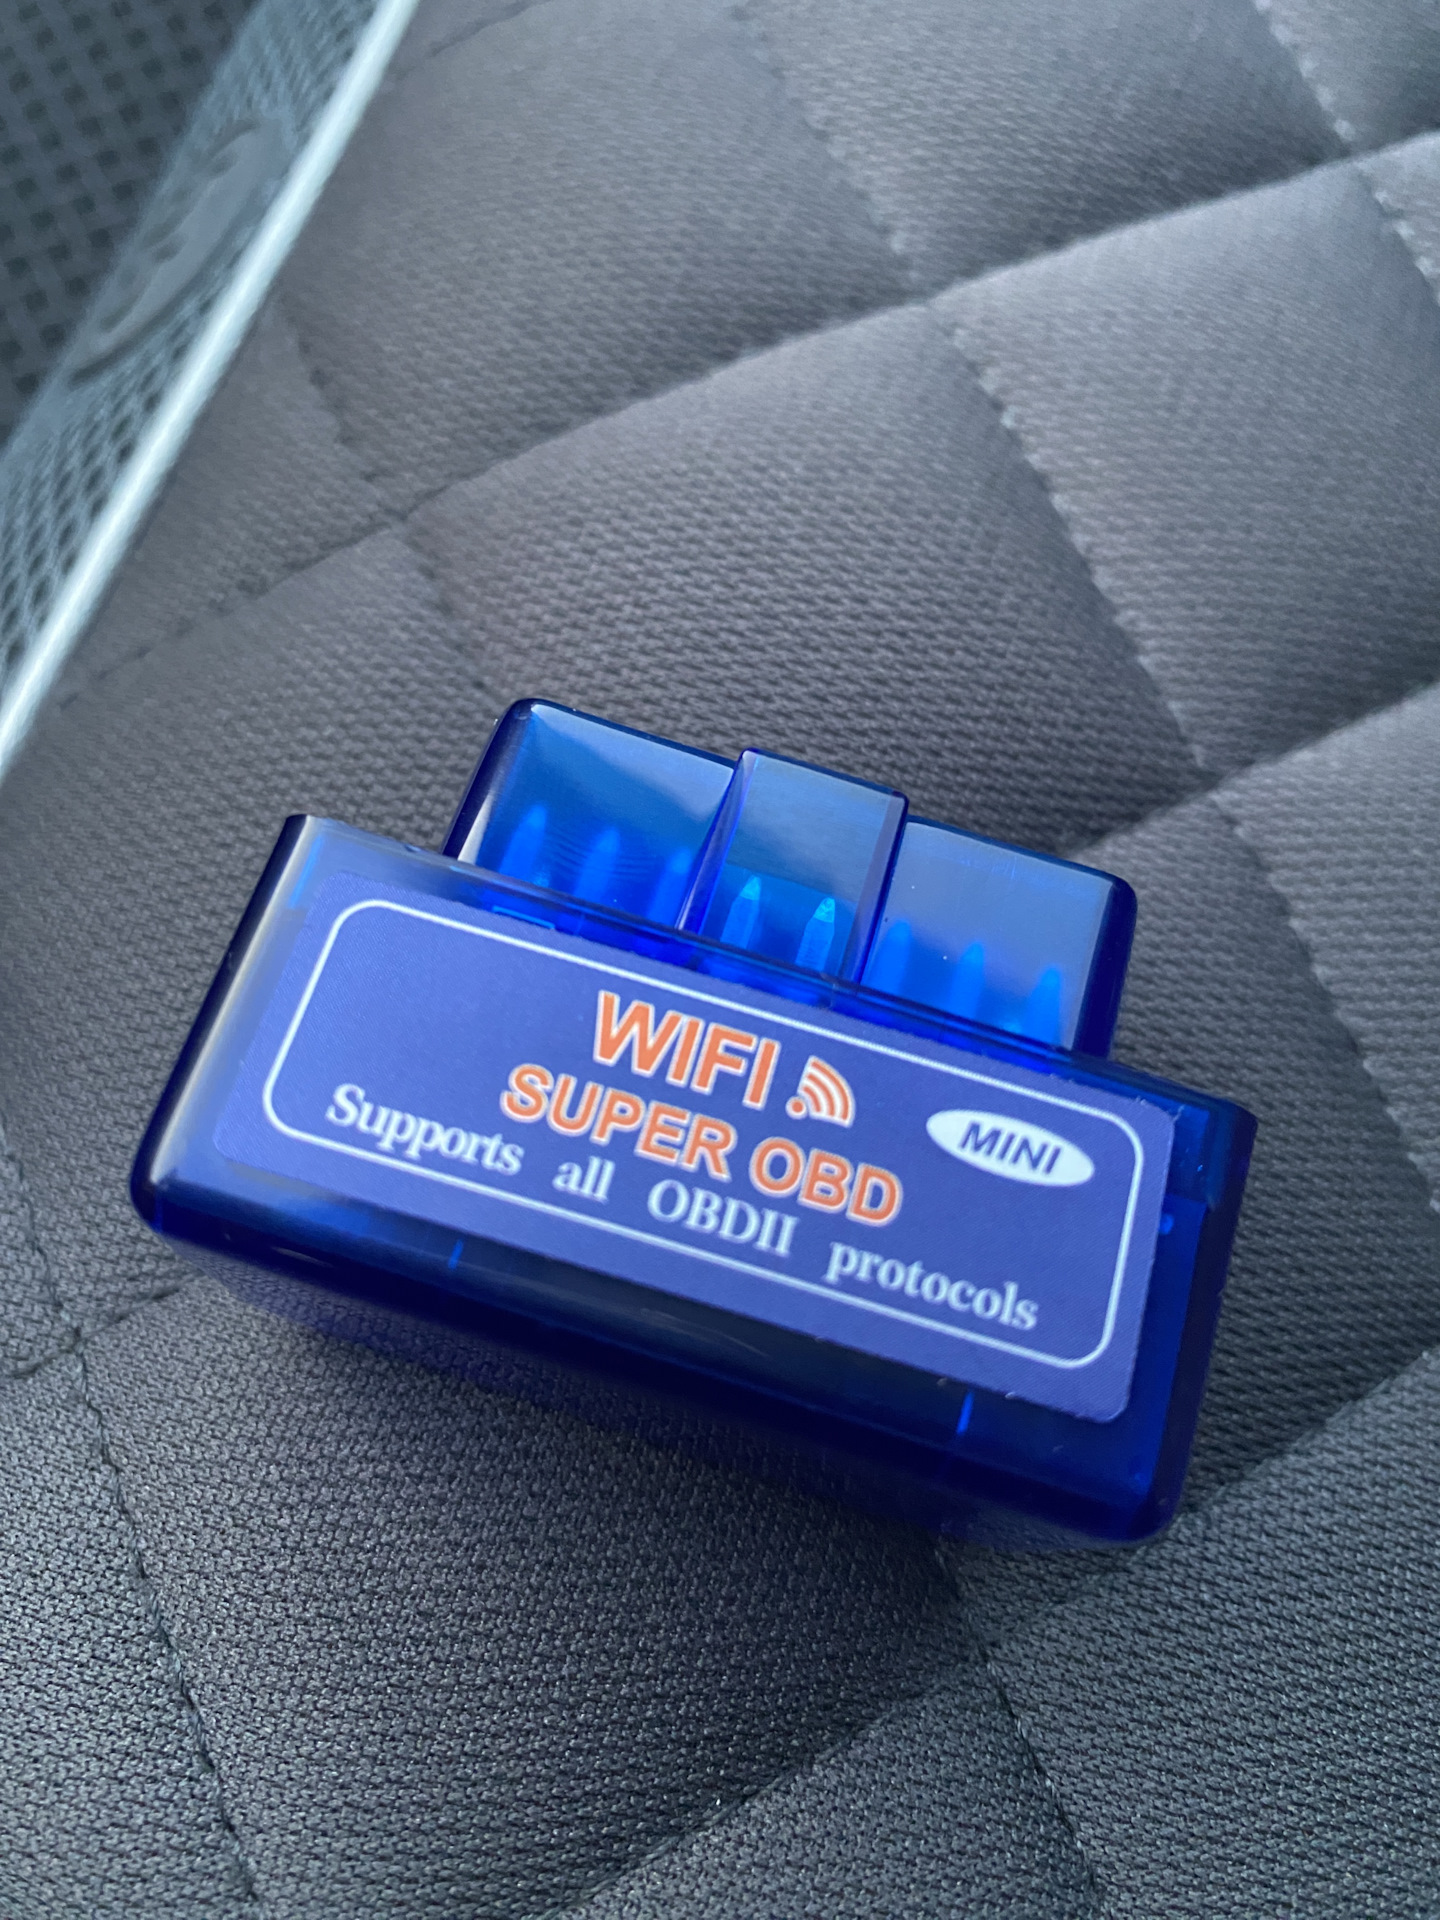 WIFI
SUPER OBD
MINI
Supports all OBDII protocols